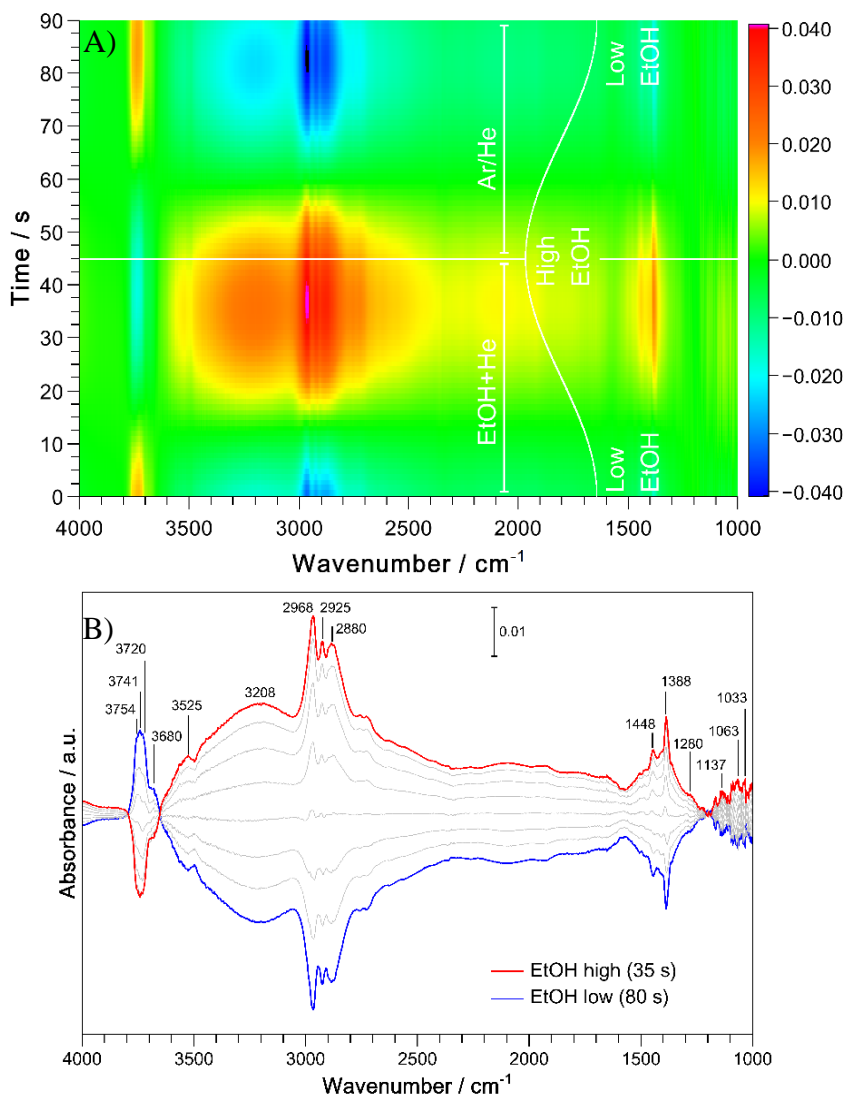 A)
90
80
70
60
50
40
30
20
10
0
Time / s
4000 3500 3000 2500 2000 1500 1000
Wavenumber / cm-1
Ar/He
EtOH+He
Low
EtOH
High
EtOH
Low
EtOH
0.040
0.030
0.020
0.010
0.000
−0.010
−0.020
−0.030
−0.040
B)
3720
3741
3754
3680
3525
3208
2968
2925
2880
0.01
1448
1388
1280
1137
1063
1033
Absorbance / a.u.
EtOH high (35 s)
EtOH low (80 s)
4000 3500 3000 2500 2000 1500 1000
Wavenumber / cm-1